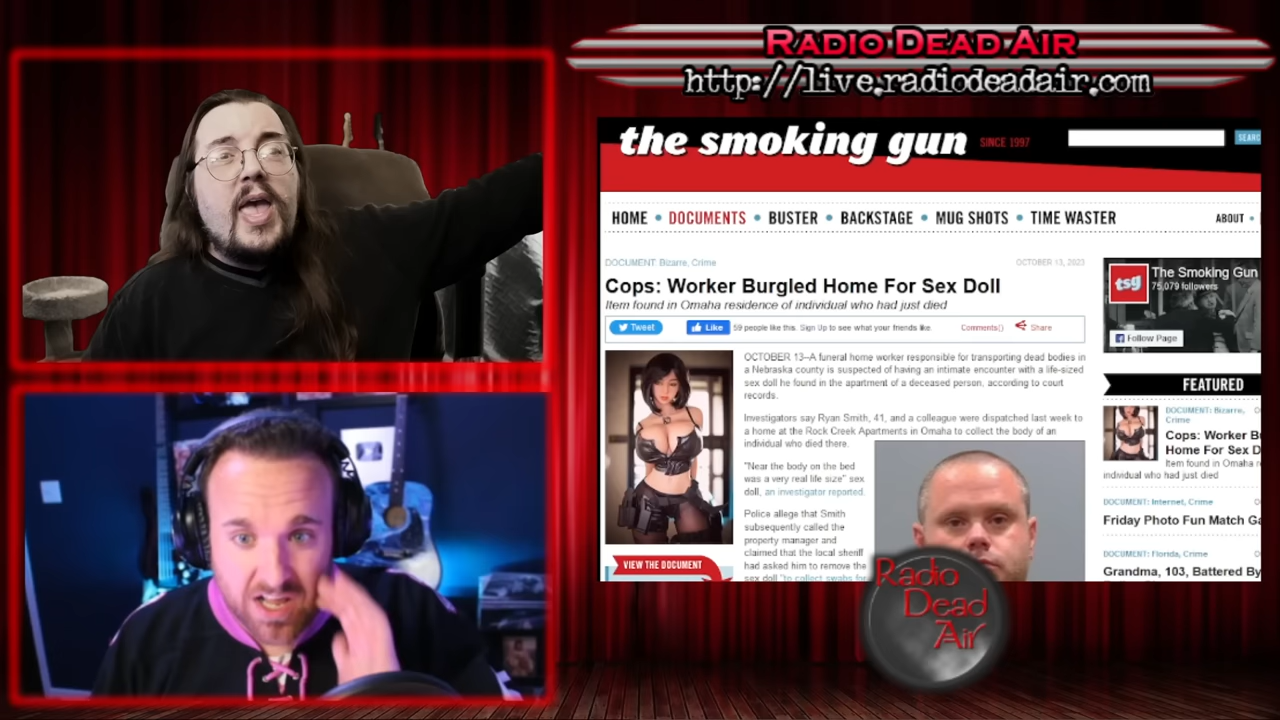 RADIO DEAD AIR
http://live.radiodeadair.com
the smoking gun SINCE 1997
HOME • DOCUMENTS • BUSTER • BACKSTAGE • MUG SHOTS • TIME WASTER ABOUT •
DOCUMENT: Bizarre, Crime OCTOBER 13, 2023
Cops: Worker Burgled Home For Sex Doll
Item found in Omaha residence of individual who had just died
Tweet Like 59 people like this. Sign Up to see what your friends like. Comments() Share
OCTOBER 13--A funeral home worker responsible for transporting dead bodies in
a Nebraska county is suspected of having an intimate encounter with a life-sized
sex doll he found in the apartment of a deceased person, according to court
records.
Investigators say Ryan Smith, 41, and a colleague were dispatched last week to
a home at the Rock Creek Apartments in Omaha to collect the body of an
individual who died there.
"Near the body on the bed
was a very real life size" sex
doll, an investigator reported.
Police allege that Smith
subsequently called the
property manager and
claimed that the local sheriff
had asked him to remove the
sex doll "to collect swabs for
VIEW THE DOCUMENT
tsg
The Smoking Gun
75,079 followers
Follow Page
FEATURED
DOCUMENT: Bizarre,
Crime
Cops: Worker B
Home For Sex D
Item found in Omaha re
individual who had just died
DOCUMENT: Internet, Crime
Friday Photo Fun Match Ga
DOCUMENT: Florida, Crime
Grandma, 103, Battered By
Radio
Dead
Air